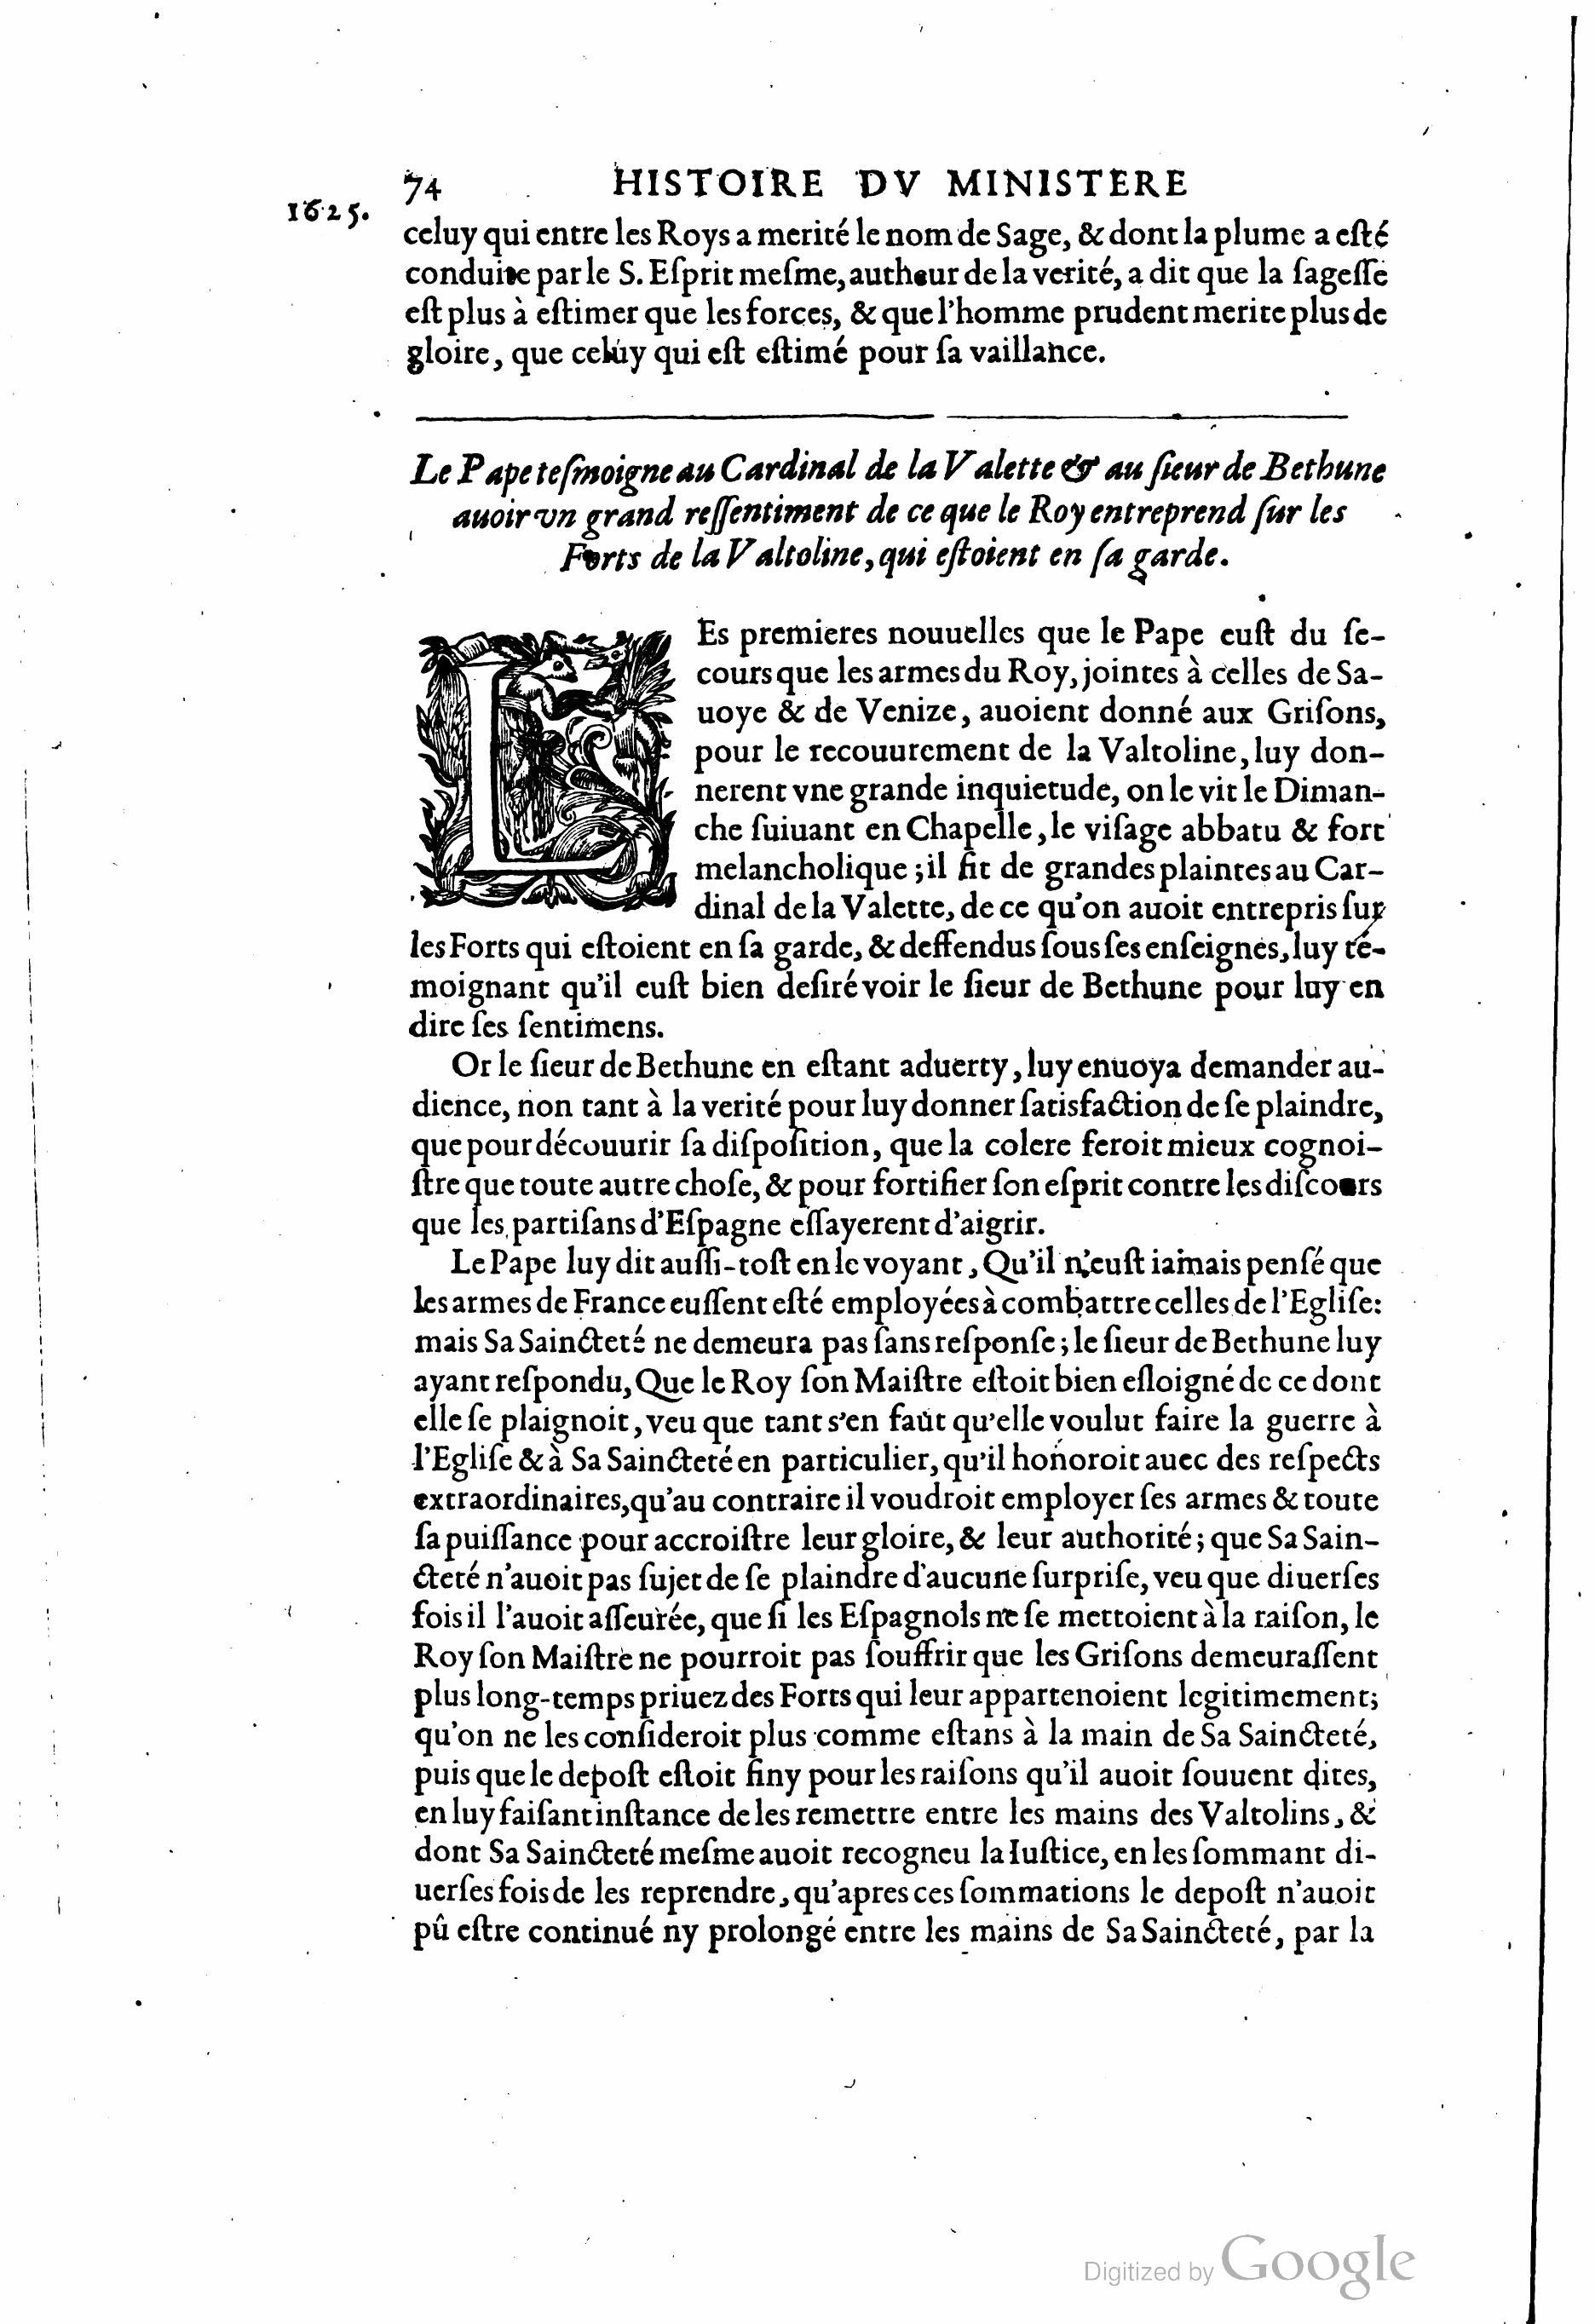 74 HISTOIRE DV MINISTERE
1625.
celuy qui entre les Roys a merité le nom de Sage, & dont la plume a eſté
conduite par le S. Eſprit meſme, autheur de la verité, a dit que la ſageſſe
eſt plus à eſtimer que les forces, & que l'homme prudent merite plus de
gloire, que celuy qui eſt eſtimé pour ſa vaillance.
Le Pape teſmoigne au Cardinal de la Valette & au ſieur de Bethune
auoir vn grand reſſentiment de ce que le Roy entreprend ſur les
Forts de la Valtoline, qui eſtoient en ſa garde.
LEs premieres nouuelles que le Pape euſt du ſe-
cours que les armes du Roy, jointes à celles de Sa-
uoye & de Venize, auoient donné aux Griſons,
pour le recouurement de la Valtoline, luy don-
nerent vne grande inquietude, on le vit le Diman-
che ſuiuant en Chapelle, le viſage abbatu & fort
melancholique; il fit de grandes plaintes au Car-
dinal de la Valette, de ce qu'on auoit entrepris ſur
les Forts qui eſtoient en ſa garde, & deffendus ſous ſes enſeignes, luy té-
moignant qu'il euſt bien deſiré voir le ſieur de Bethune pour luy en
dire ſes ſentimens.
Or le ſieur de Bethune en eſtant aduerty, luy enuoya demander au-
dience, non tant à la verité pour luy donner ſatisfaction de ſe plaindre,
que pour découurir ſa diſpoſition, que la colere feroit mieux cognoi-
ſtre que toute autre choſe, & pour fortifier ſon eſprit contre les diſcours
que les partiſans d'Eſpagne eſſayerent d'aigrir.
Le Pape luy dit auſſi-toſt en le voyant, Qu'il n'euſt iamais penſé que
les armes de France euſſent eſté employées à combattre celles de l'Egliſe:
mais Sa Saincteté ne demeura pas ſans reſponſe; le ſieur de Bethune luy
ayant reſpondu, Que le Roy ſon Maiſtre eſtoit bien eſloigné de ce dont
elle ſe plaignoit, veu que tant s'en faut qu'elle voulut faire la guerre à
l'Egliſe & à Sa Saincteté en particulier, qu'il honoroit auec des reſpects
extraordinaires, qu'au contraire il voudroit employer ſes armes & toute
ſa puiſſance pour accroiſtre leur gloire, & leur authorité; que Sa Sain-
cteté n'auoit pas ſujet de ſe plaindre d'aucune ſurpriſe, veu que diuerſes
fois il l'auoit aſſeurée, que ſi les Eſpagnols ne ſe mettoient à la raiſon, le
Roy ſon Maiſtre ne pourroit pas ſouffrir que les Griſons demeuraſſent
plus long-temps priuez des Forts qui leur appartenoient legitimement;
qu'on ne les conſideroit plus comme eſtans à la main de Sa Saincteté,
puis que le depoſt eſtoit finy pour les raiſons qu'il auoit ſouuent dites,
en luy faiſant inſtance de les remettre entre les mains des Valtolins, &
dont Sa Saincteté meſme auoit recogneu la Iuſtice, en les ſommant di-
uerſes fois de les reprendre, qu'apres ces ſommations le depoſt n'auoit
pû eſtre continué ny prolongé entre les mains de Sa Saincteté, par la
Digitized by Google